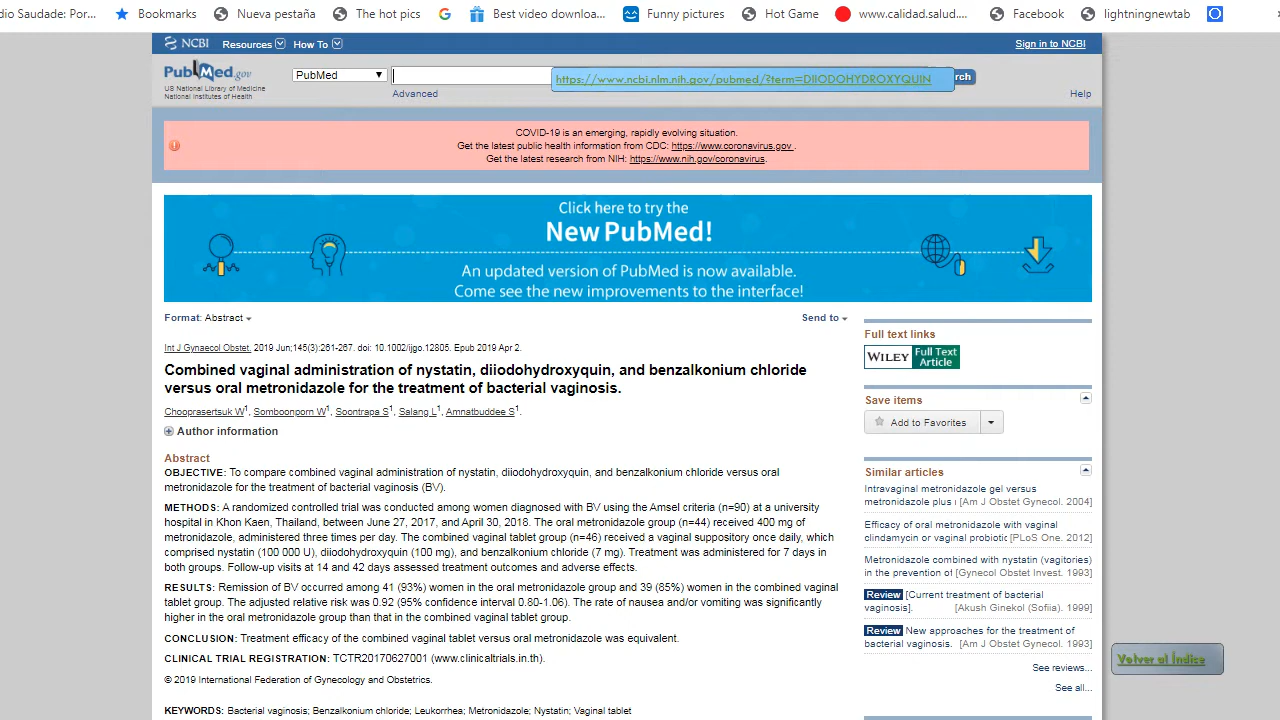 dio Saudade: Por... Bookmarks Nueva pestaña The hot pics Best video downloa... Funny pictures Hot Game www.calidad.salud.... Facebook lightningnewtab
NCBI Resources How To Sign in to NCBI
PubMed.gov
US National Library of Medicine
National Institutes of Health
PubMed
https://www.ncbi.nlm.nih.gov/pubmed/?term=DIIODOHYDROXYQUIN
rch
Advanced
Help
COVID-19 is an emerging, rapidly evolving situation.
Get the latest public health information from CDC: https://www.coronavirus.gov .
Get the latest research from NIH: https://www.nih.gov/coronavirus.
Click here to try the
New PubMed!
An updated version of PubMed is now available.
Come see the new improvements to the interface!
Format: Abstract
Send to
Int J Gynaecol Obstet. 2019 Jun;145(3):261-267. doi: 10.1002/ijgo.12805. Epub 2019 Apr 2.
Combined vaginal administration of nystatin, diiodohydroxyquin, and benzalkonium chloride
versus oral metronidazole for the treatment of bacterial vaginosis.
Chooprasertsuk W1, Somboonporn W1, Soontrapa S1, Salang L1, Amnatbuddee S1.
Author information
Abstract
OBJECTIVE: To compare combined vaginal administration of nystatin, diiodohydroxyquin, and benzalkonium chloride versus oral
metronidazole for the treatment of bacterial vaginosis (BV).
METHODS: A randomized controlled trial was conducted among women diagnosed with BV using the Amsel criteria (n=90) at a university
hospital in Khon Kaen, Thailand, between June 27, 2017, and April 30, 2018. The oral metronidazole group (n=44) received 400 mg of
metronidazole, administered three times per day. The combined vaginal tablet group (n=46) received a vaginal suppository once daily, which
comprised nystatin (100 000 U), diiodohydroxyquin (100 mg), and benzalkonium chloride (7 mg). Treatment was administered for 7 days in
both groups. Follow-up visits at 14 and 42 days assessed treatment outcomes and adverse effects.
RESULTS: Remission of BV occurred among 41 (93%) women in the oral metronidazole group and 39 (85%) women in the combined vaginal
tablet group. The adjusted relative risk was 0.92 (95% confidence interval 0.80-1.06). The rate of nausea and/or vomiting was significantly
higher in the oral metronidazole group than that in the combined vaginal tablet group.
CONCLUSION: Treatment efficacy of the combined vaginal tablet versus oral metronidazole was equivalent.
CLINICAL TRIAL REGISTRATION: TCTR20170627001 (www.clinicaltrials.in.th).
© 2019 International Federation of Gynecology and Obstetrics.
KEYWORDS: Bacterial vaginosis; Benzalkonium chloride; Leukorrhea; Metronidazole; Nystatin; Vaginal tablet
Full text links
WILEY Full Text Article
Save items
Add to Favorites
Similar articles
Intravaginal metronidazole gel versus
metronidazole plus [Am J Obstet Gynecol. 2004]
Efficacy of oral metronidazole with vaginal
clindamycin or vaginal probiotic [PLoS One. 2012]
Metronidazole combined with nystatin (vagitories)
in the prevention of [Gynecol Obstet Invest. 1993]
Review [Current treatment of bacterial
vaginosis]. [Akush Ginekol (Sofiia). 1999]
Review New approaches for the treatment of
bacterial vaginosis. [Am J Obstet Gynecol. 1993]
See reviews...
See all...
Volver al Índice